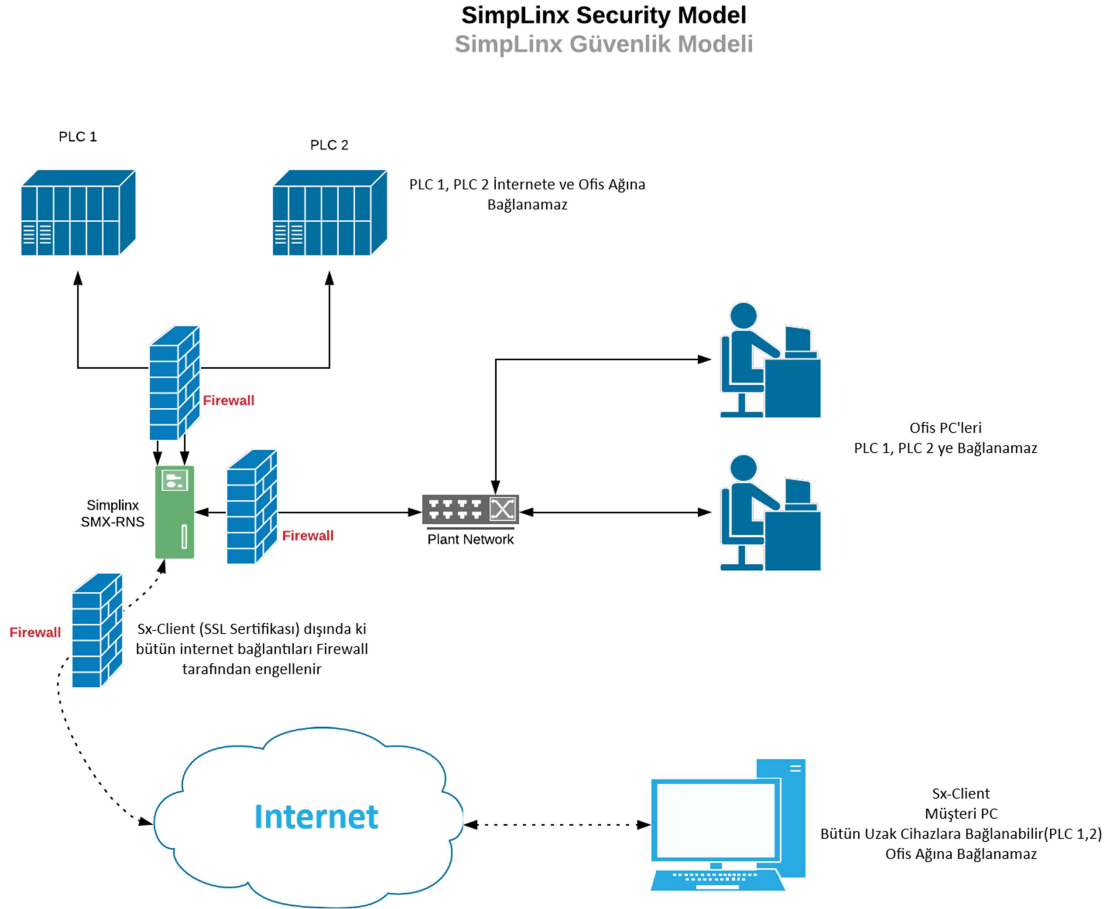 SimpLinx Security Model
SimpLinx Güvenlik Modeli
PLC 1
PLC 2
PLC 1, PLC 2 İnternete ve Ofis Ağına
Bağlanamaz
Firewall
Ofis PC'leri
PLC 1, PLC 2 ye Bağlanamaz
Simplinx
SMX-RNS
Firewall
Plant Network
Firewall
Sx-Client (SSL Sertifikası) dışında ki
bütün internet bağlantıları Firewall
tarafından engellenir
Internet
Sx-Client
Müşteri PC
Bütün Uzak Cihazlara Bağlanabilir(PLC 1,2)
Ofis Ağına Bağlanamaz